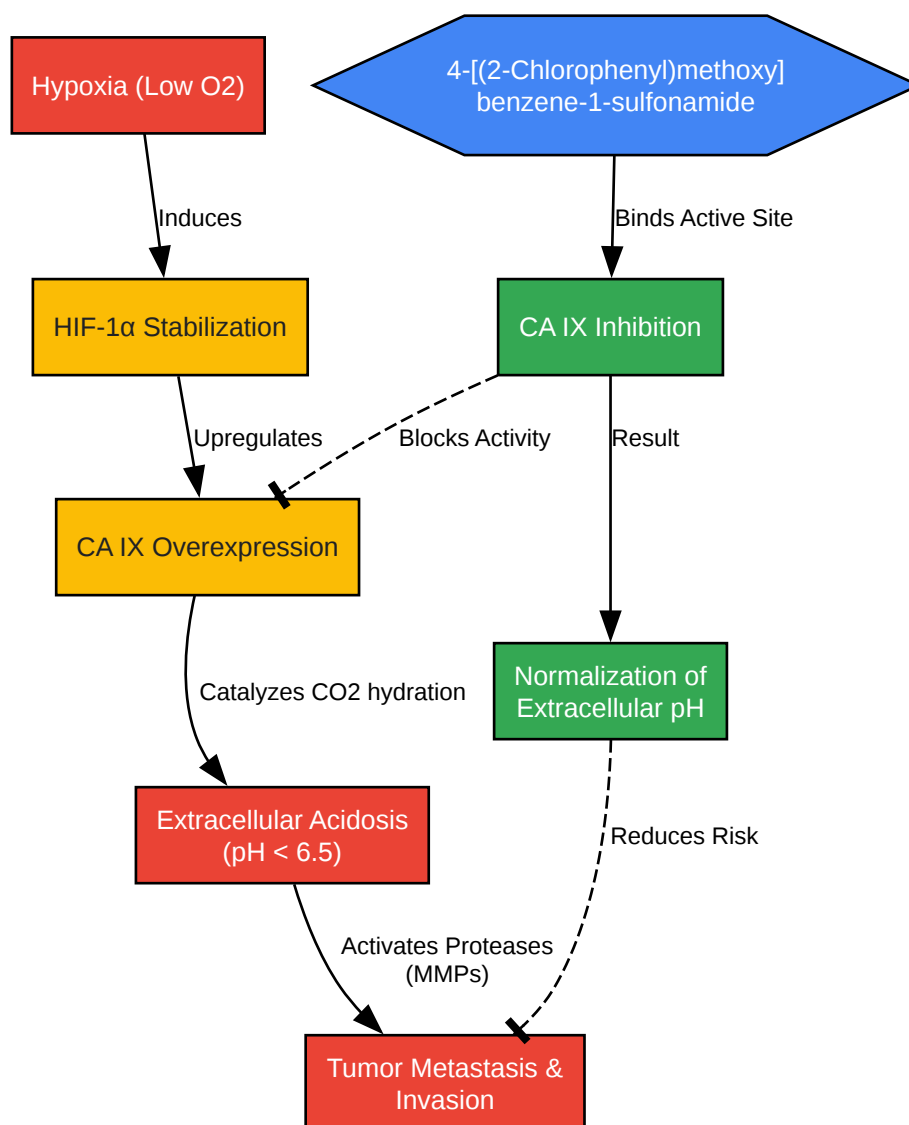 Hypoxia (Low O2)
4-[(2-Chlorophenyl)methoxy]
benzene-1-sulfonamide
Induces
Binds Active Site
HIF-1α Stabilization
CA IX Inhibition
Upregulates
Blocks Activity
Result
CA IX Overexpression
Catalyzes CO2 hydration
Normalization of
Extracellular pH
Extracellular Acidosis
(pH < 6.5)
Reduces Risk
Activates Proteases
(MMPs)
Tumor Metastasis &
Invasion